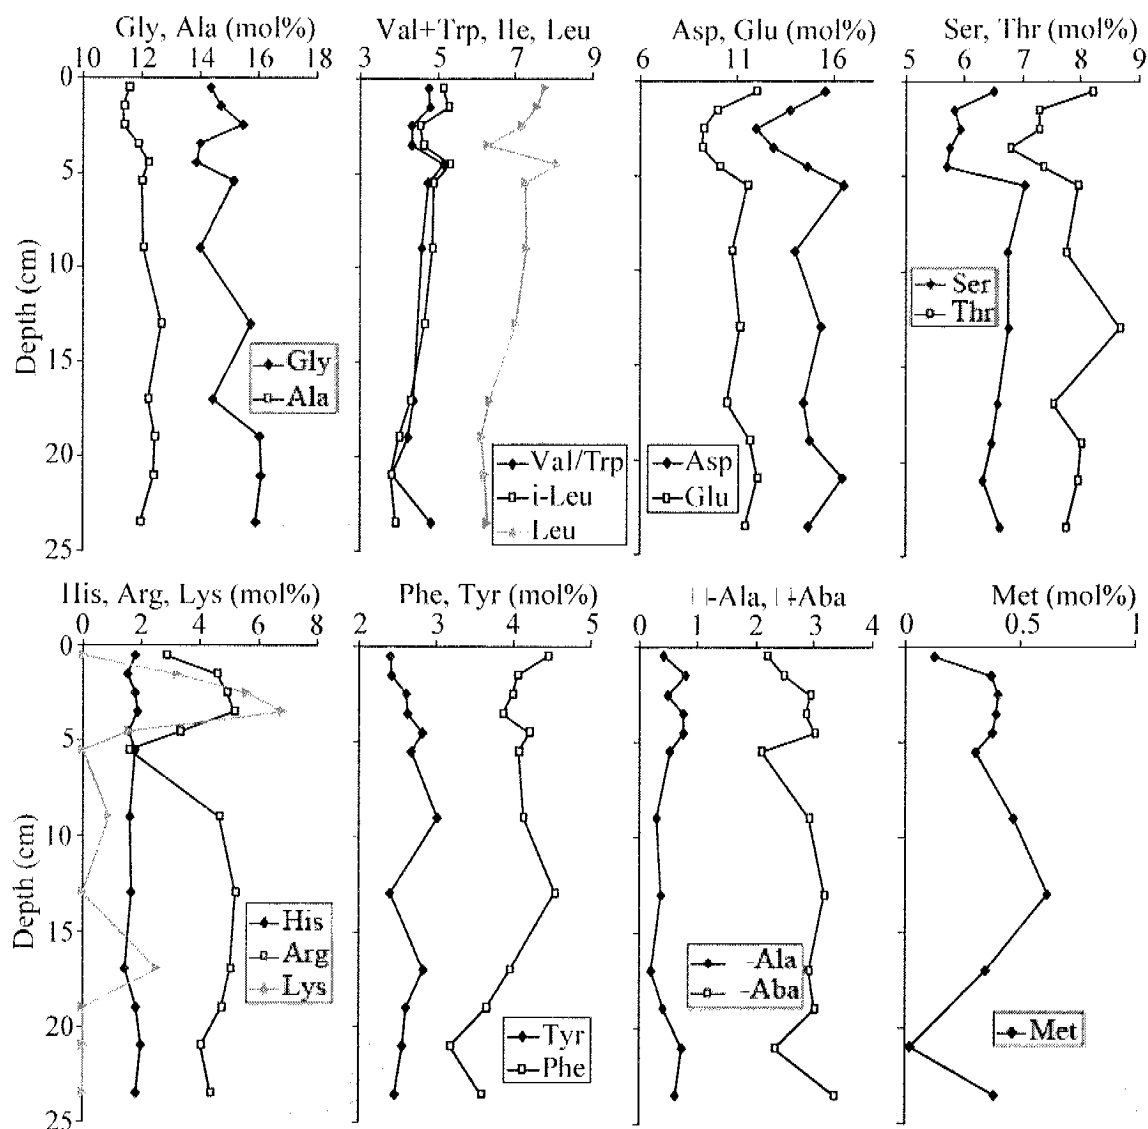 Gly, Ala (mol%)
10 12 14 16 18
Val+Trp, Ile, Leu
3 5 7 9
Asp, Glu (mol%)
6 11 16
Ser, Thr (mol%)
5 6 7 8 9
0
5
10
15
20
25
Depth (cm)
Gly
Ala
Val/Trp
i-Leu
Leu
Asp
Glu
Ser
Thr
His, Arg, Lys (mol%)
0 2 4 6 8
Phe, Tyr (mol%)
2 3 4 5
-Ala, -Aba
0 1 2 3 4
Met (mol%)
0 0.5 1
0
5
10
15
20
25
Depth (cm)
His
Arg
Lys
Tyr
Phe
-Ala
-Aba
Met